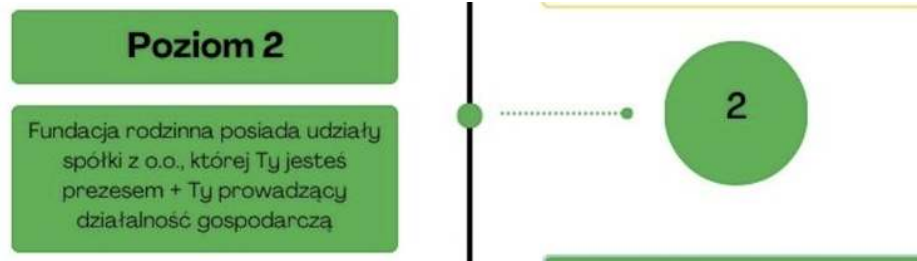 Poziom 2
Fundacja rodzinna posiada udziały
spółki z o.o., której Ty jesteś
prezesem + Ty prowadzący
działalność gospodarczą
2